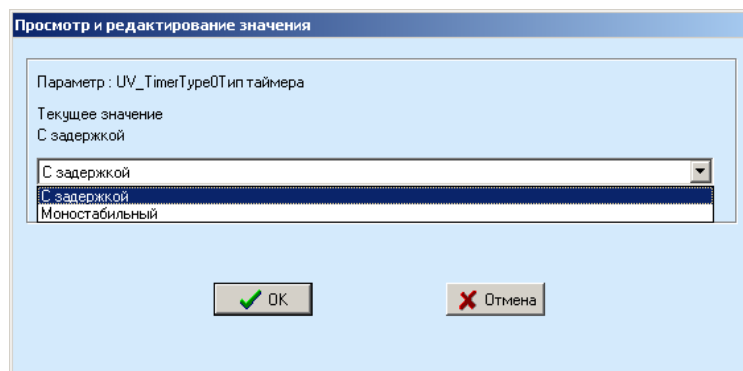 Просмотр и редактирование значения
Параметр : UV_TimerType0Тип таймера
Текущее значение
С задержкой
С задержкой
С задержкой
Моностабильный
OK
Отмена